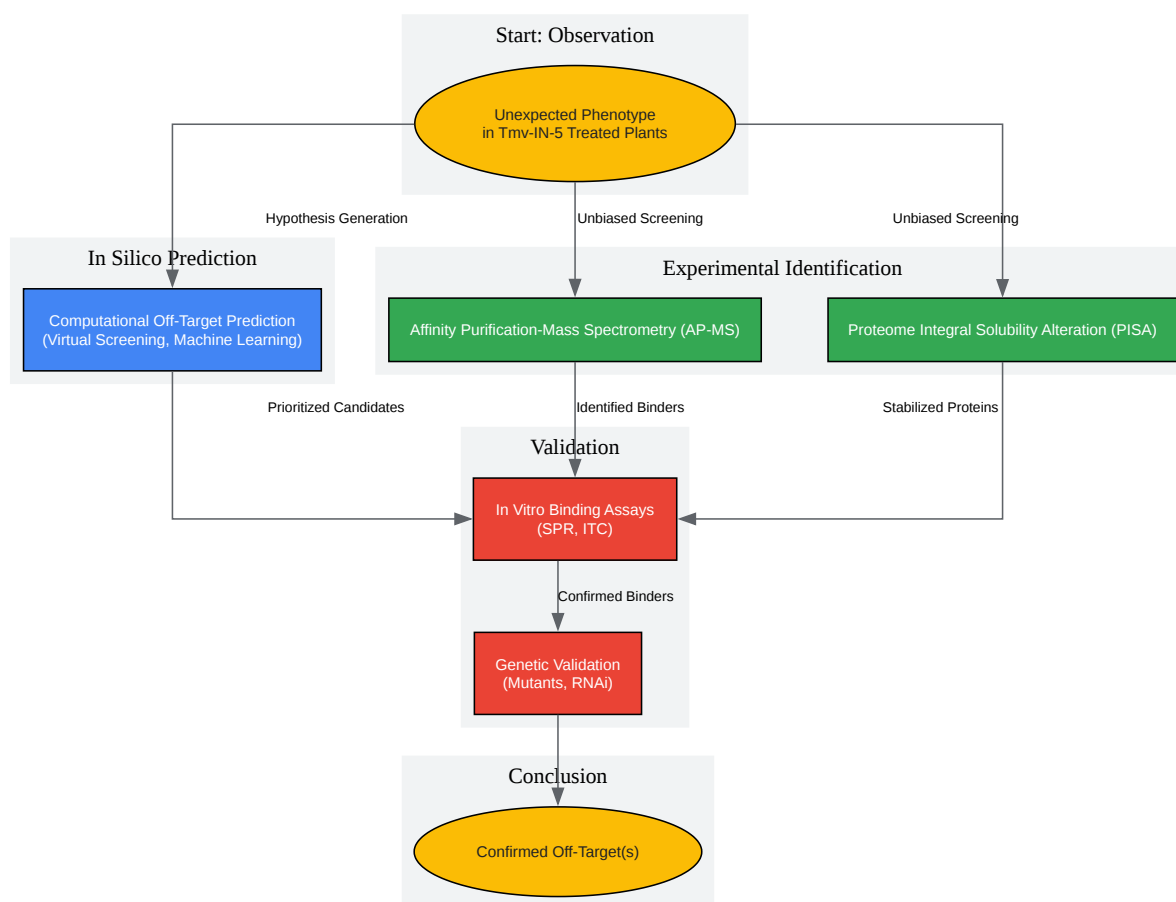 Start: Observation
Unexpected Phenotype
in Tmv-IN-5 Treated Plants
Hypothesis Generation
Unbiased Screening
Unbiased Screening
In Silico Prediction
Experimental Identification
Computational Off-Target Prediction
(Virtual Screening, Machine Learning)
Affinity Purification-Mass Spectrometry (AP-MS)
Proteome Integral Solubility Alteration (PISA)
Prioritized Candidates
Identified Binders
Stabilized Proteins
Validation
In Vitro Binding Assays
(SPR, ITC)
Confirmed Binders
Genetic Validation
(Mutants, RNAi)
Conclusion
Confirmed Off-Target(s)